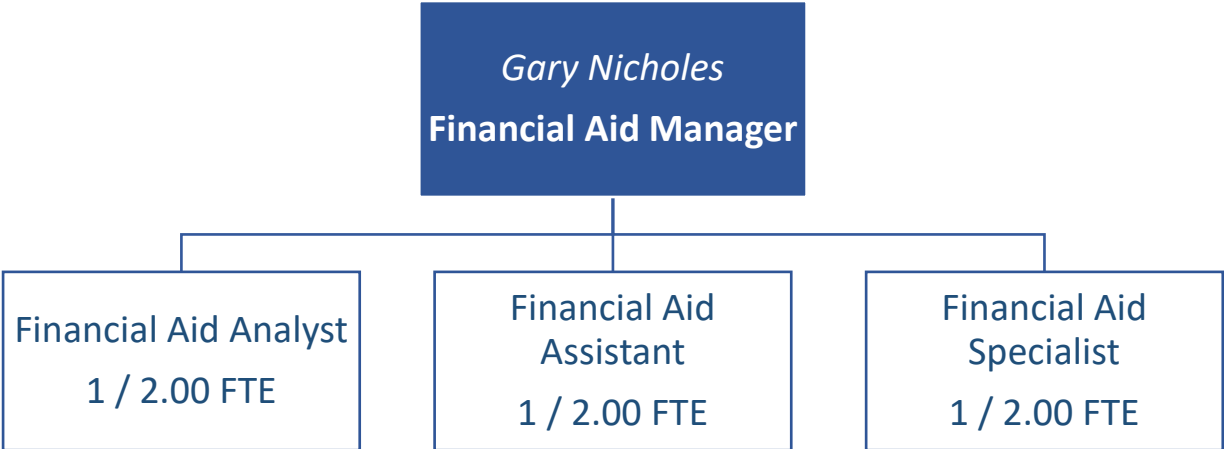 Gary Nicholes
Financial Aid Manager
Financial Aid Analyst
1 / 2.00 FTE
Financial Aid
Assistant
1 / 2.00 FTE
Financial Aid
Specialist
1 / 2.00 FTE